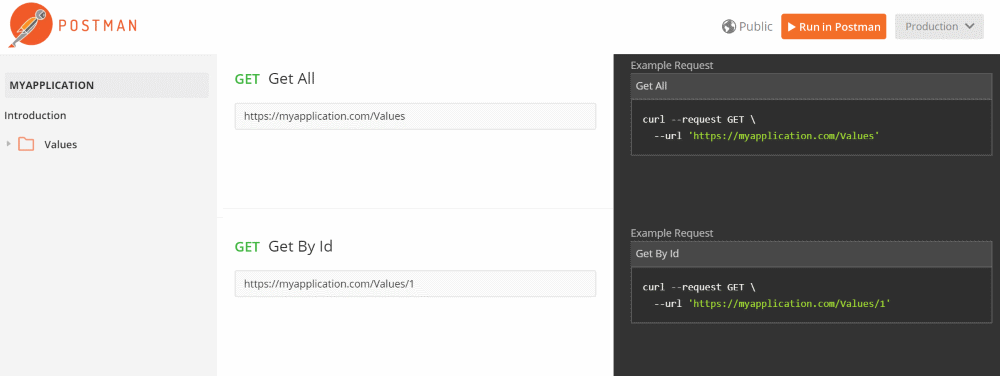 POSTMAN
Public
Run in Postman
Production
MYAPPLICATION
Introduction
Values
GET Get All
https://myapplication.com/Values
Example Request
Get All
curl --request GET \
--url 'https://myapplication.com/Values'
GET Get By Id
https://myapplication.com/Values/1
Example Request
Get By Id
curl --request GET \
--url 'https://myapplication.com/Values/1'